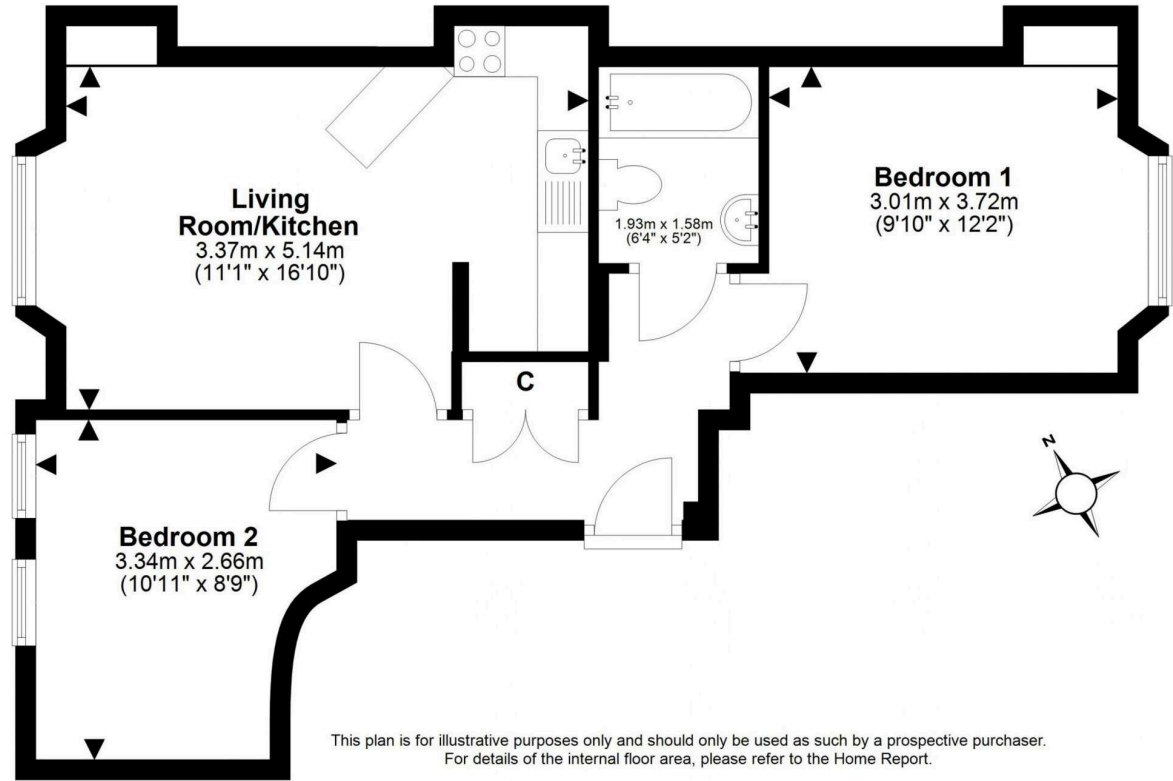 Living
Room/Kitchen
3.37m x 5.14m
(11'1" x 16'10")
1.93m x 1.58m
(6'4" x 5'2")
Bedroom 1
3.01m x 3.72m
(9'10" x 12'2")
C
N
Bedroom 2
3.34m x 2.66m
(10'11" x 8'9")
This plan is for illustrative purposes only and should only be used as such by a prospective purchaser.
For details of the internal floor area, please refer to the Home Report.